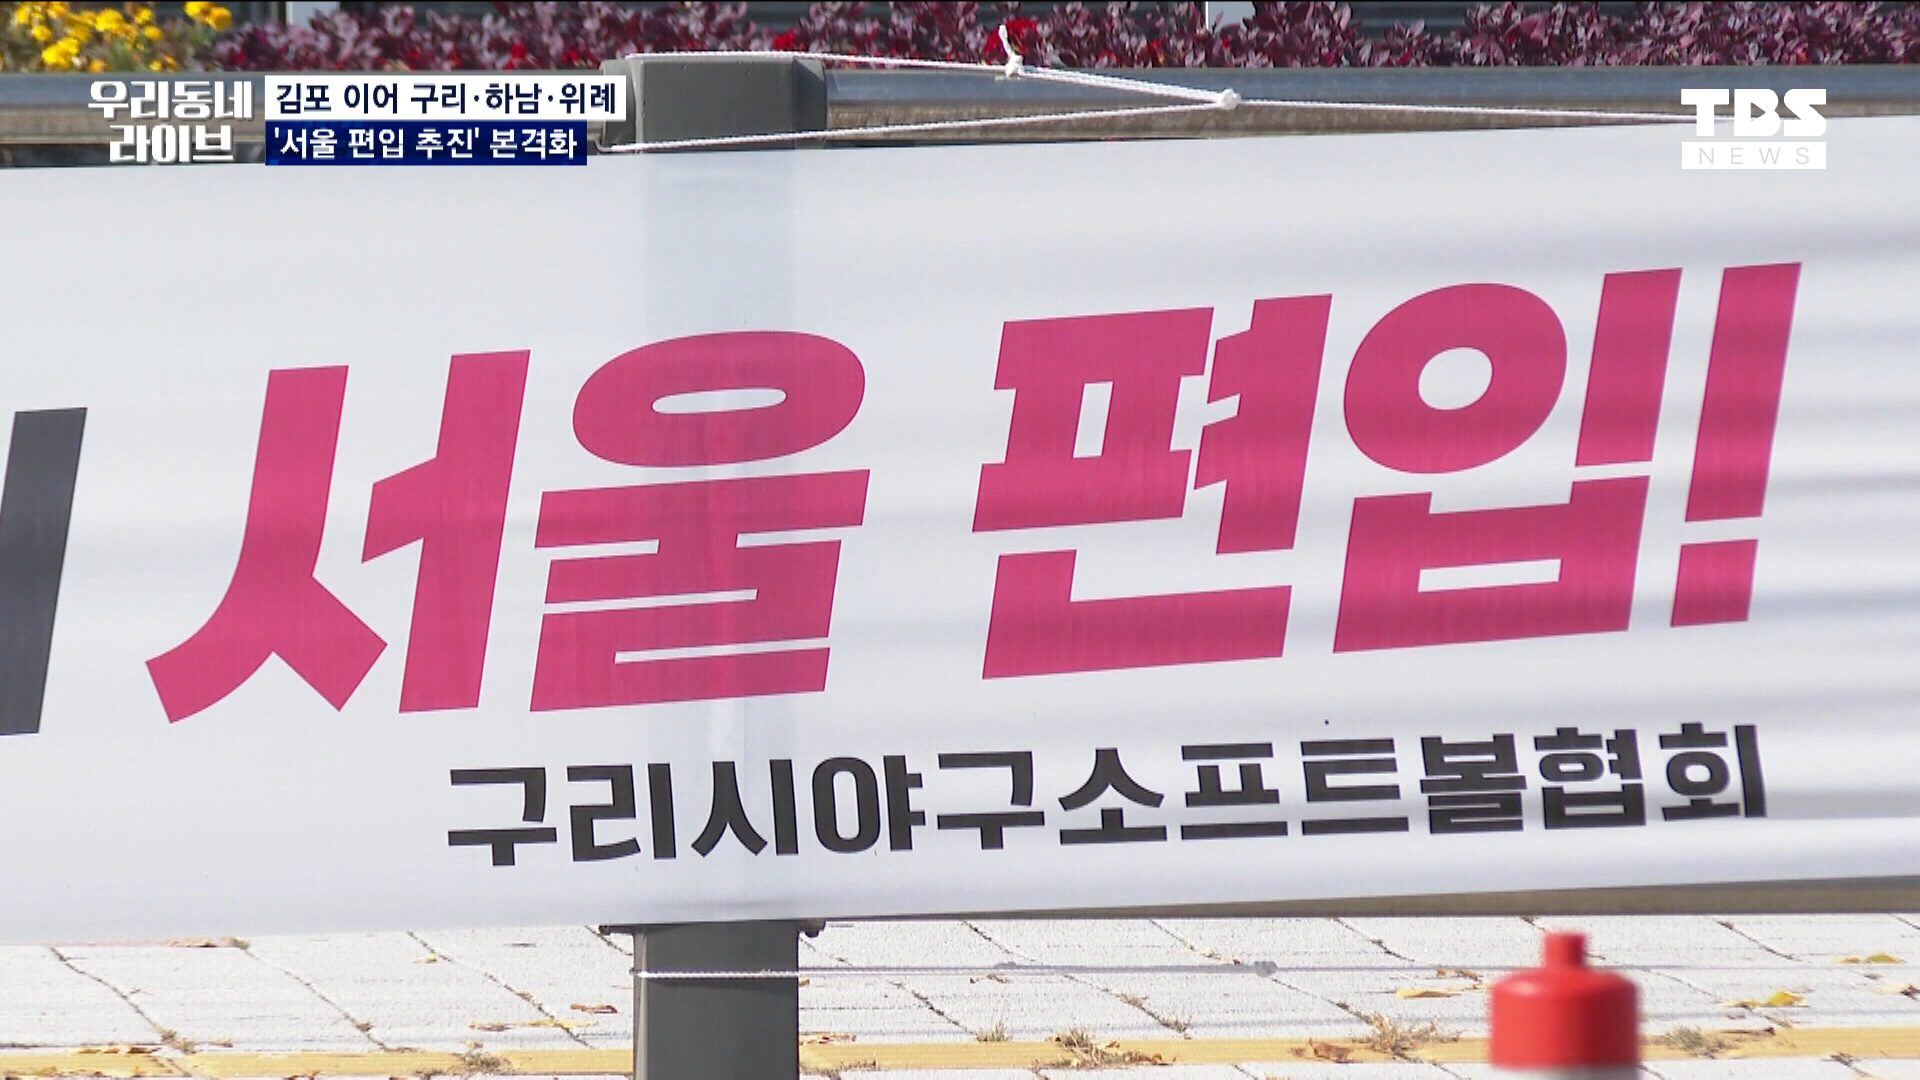 우리동네
라이브
김포 이어 구리·하남·위례
'서울 편입 추진' 본격화
TBS
NEWS
서울 편입!
구리시야구소프트볼협회